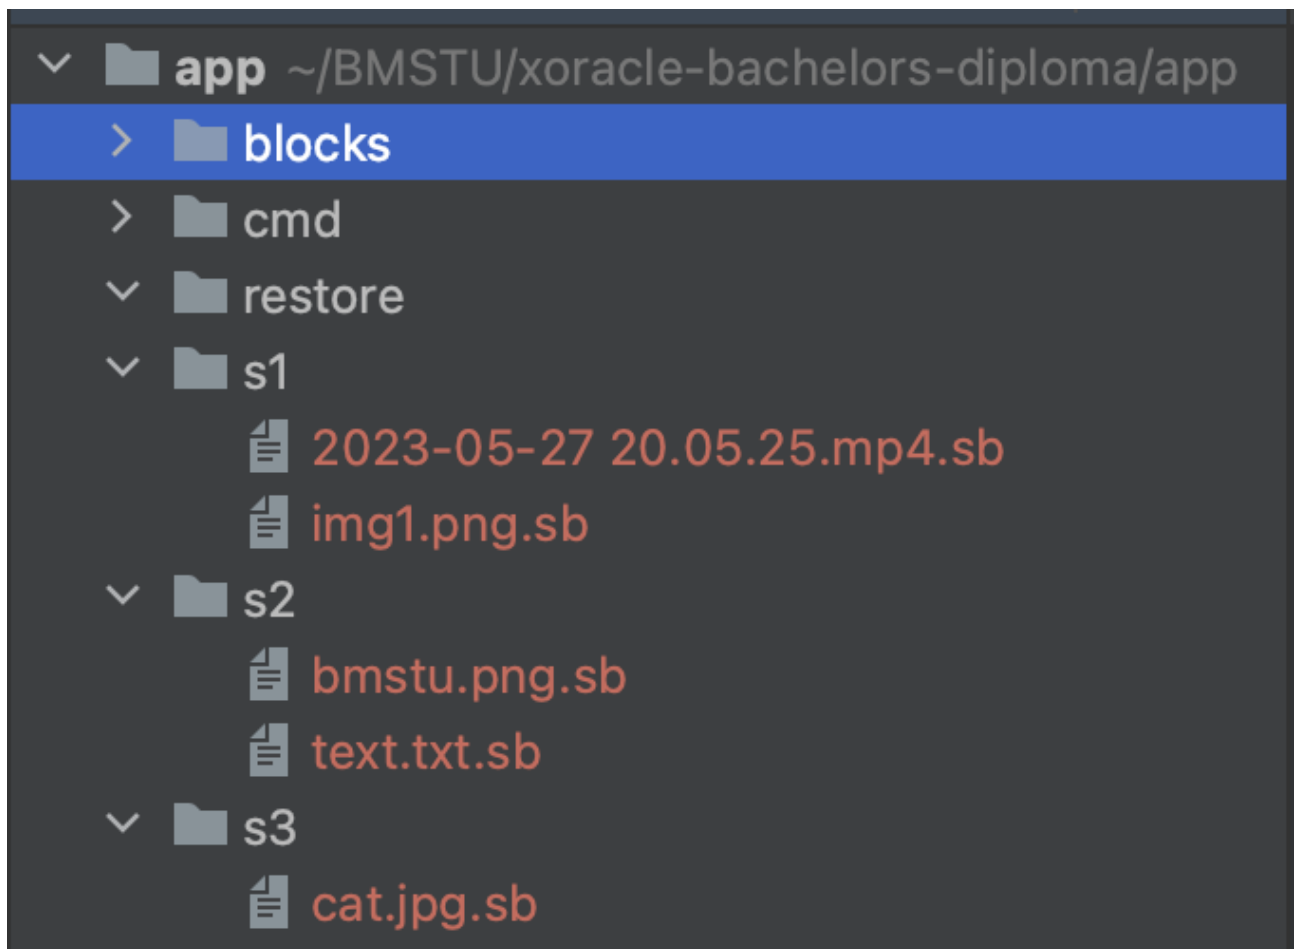 app ~/BMSTU/xoracle-bachelors-diploma/app
blocks
cmd
restore
s1
2023-05-27 20.05.25.mp4.sb
img1.png.sb
s2
bmstu.png.sb
text.txt.sb
s3
cat.jpg.sb